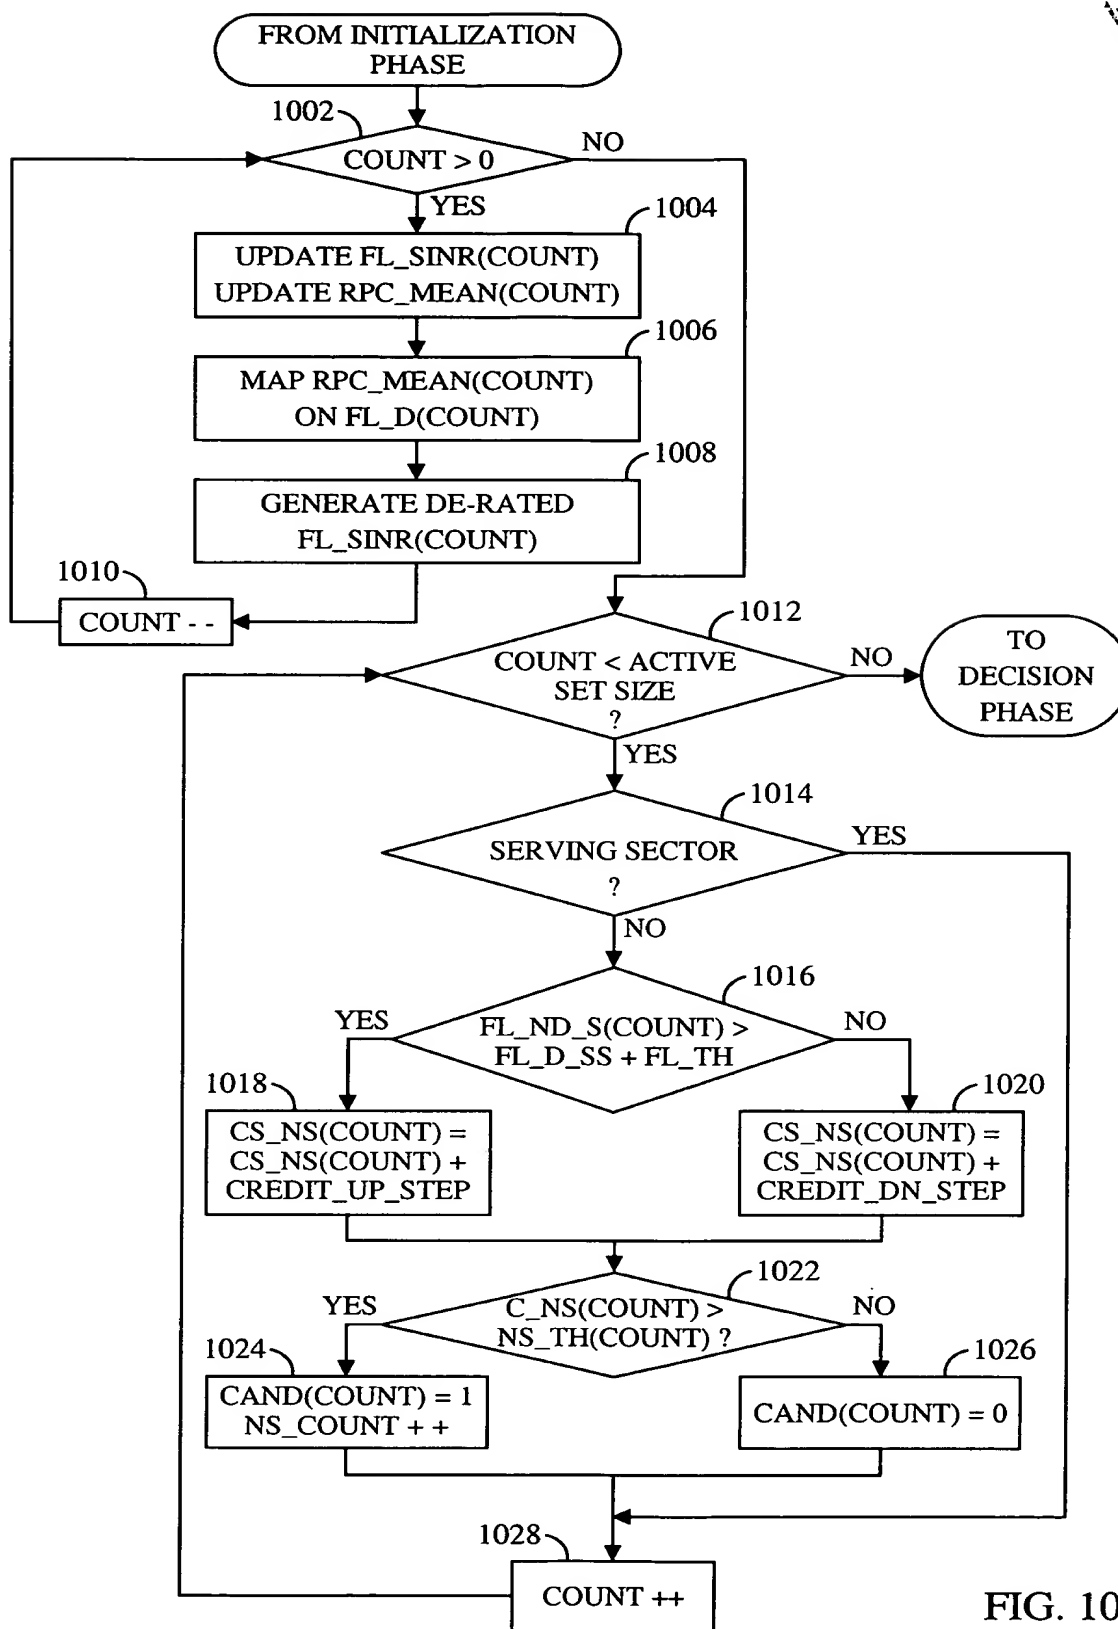 FROM INITIALIZATION
PHASE
1002
COUNT > 0
NO
YES
1004
UPDATE FL_SINR(COUNT)
UPDATE RPC_MEAN(COUNT)
1006
MAP RPC_MEAN(COUNT)
ON FL_D(COUNT)
1008
GENERATE DE-RATED
FL_SINR(COUNT)
1010
COUNT - -
1012
COUNT < ACTIVE
SET SIZE
?
NO
TO
DECISION
PHASE
YES
1014
SERVING SECTOR
?
YES
NO
1016
FL_ND_S(COUNT) >
FL_D_SS + FL_TH
YES
NO
1018
CS_NS(COUNT) =
CS_NS(COUNT) +
CREDIT_UP_STEP
1020
CS_NS(COUNT) =
CS_NS(COUNT) +
CREDIT_DN_STEP
1022
C_NS(COUNT) >
NS_TH(COUNT) ?
YES
NO
1024
CAND(COUNT) = 1
NS_COUNT + +
1026
CAND(COUNT) = 0
1028
COUNT ++
FIG. 10